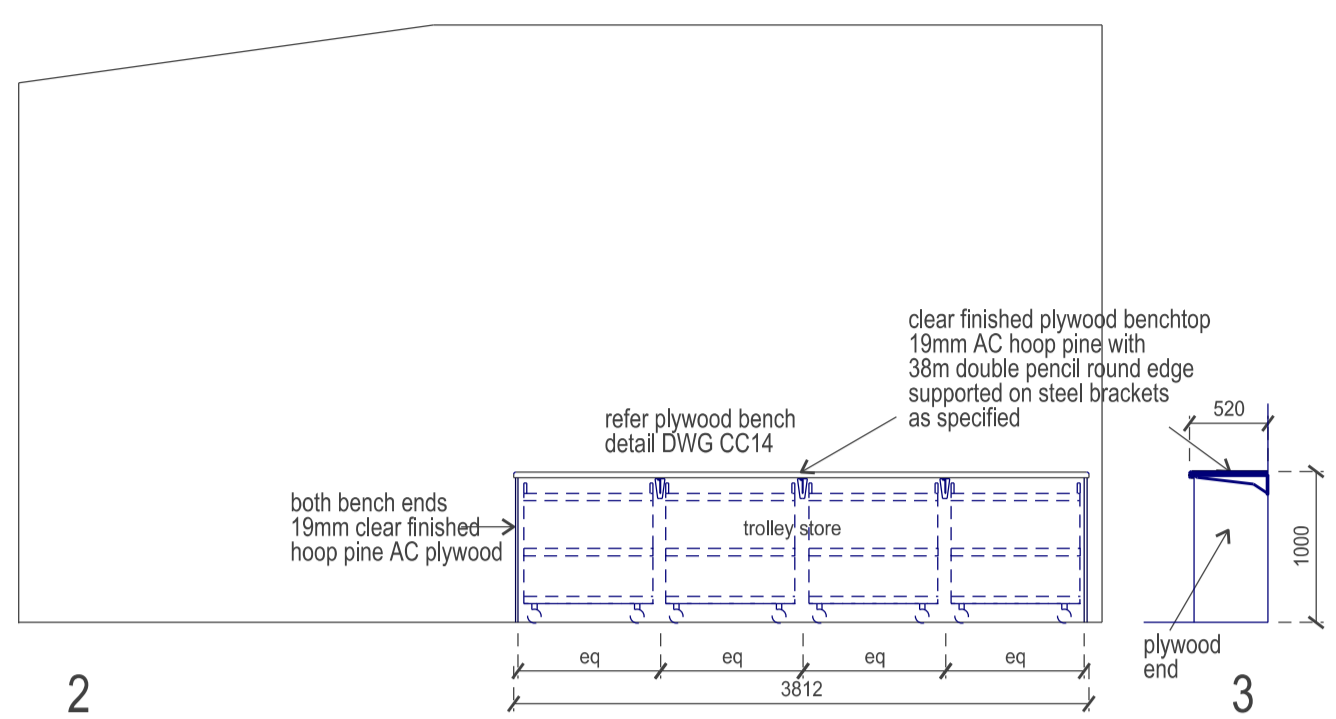 clear finished plywood benchtop
19mm AC hoop pine with
38m double pencil round edge
supported on steel brackets
as specified
refer plywood bench
detail DWG CC14
both bench ends
19mm clear finished
hoop pine AC plywood
trolley store
eq
eq
eq
eq
3812
2
520
1000
plywood
end
3